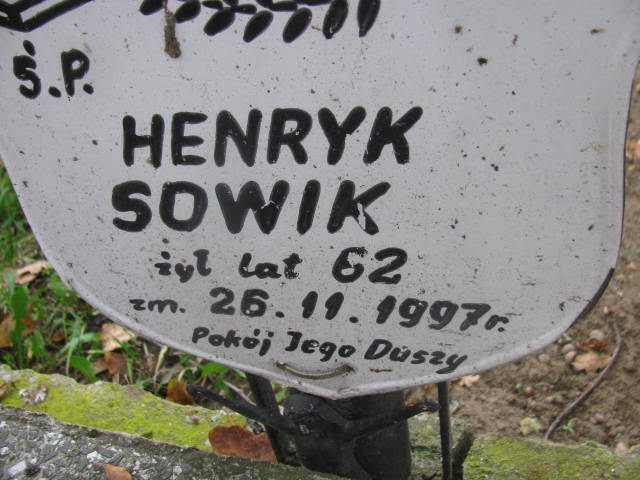 Ś.P.
HENRYK
SOWIK
żył lat 62
zm. 26.11.1997r.
Pokój Jego Duszy